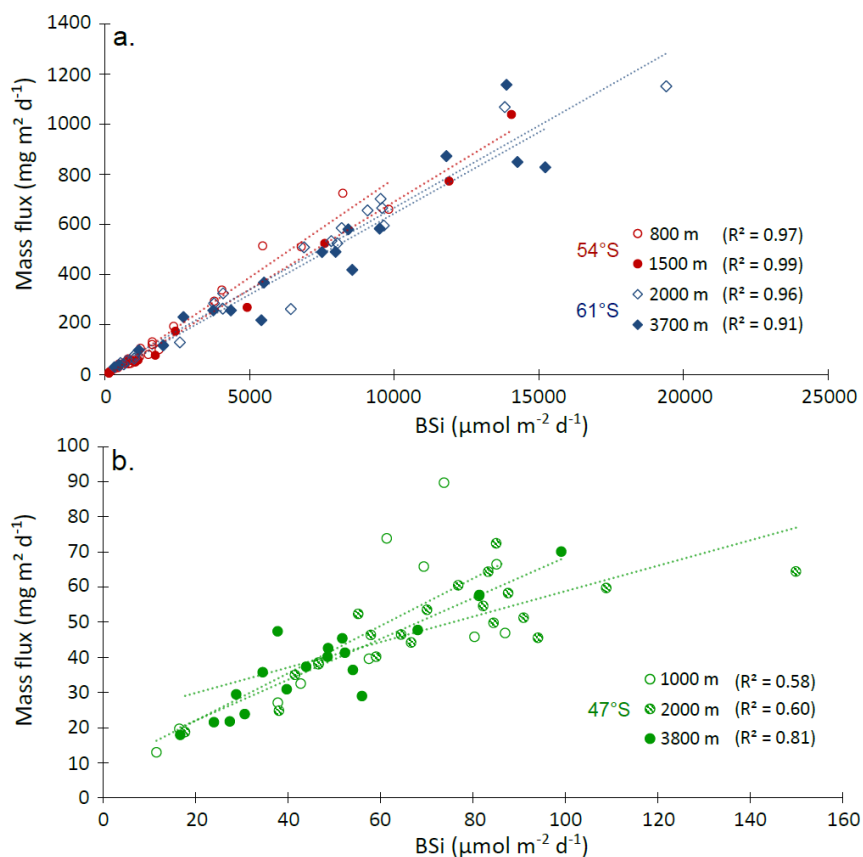 a.
Mass flux (mg m² d⁻¹)
1400
1200
1000
800
600
400
200
0
0 5000 10000 15000 20000 25000
BSi (µmol m⁻² d⁻¹)
54°S
61°S
800 m (R² = 0.97)
1500 m (R² = 0.99)
2000 m (R² = 0.96)
3700 m (R² = 0.91)
b.
Mass flux (mg m² d⁻¹)
100
90
80
70
60
50
40
30
20
10
0
0 20 40 60 80 100 120 140 160
BSi (µmol m⁻² d⁻¹)
47°S
1000 m (R² = 0.58)
2000 m (R² = 0.60)
3800 m (R² = 0.81)